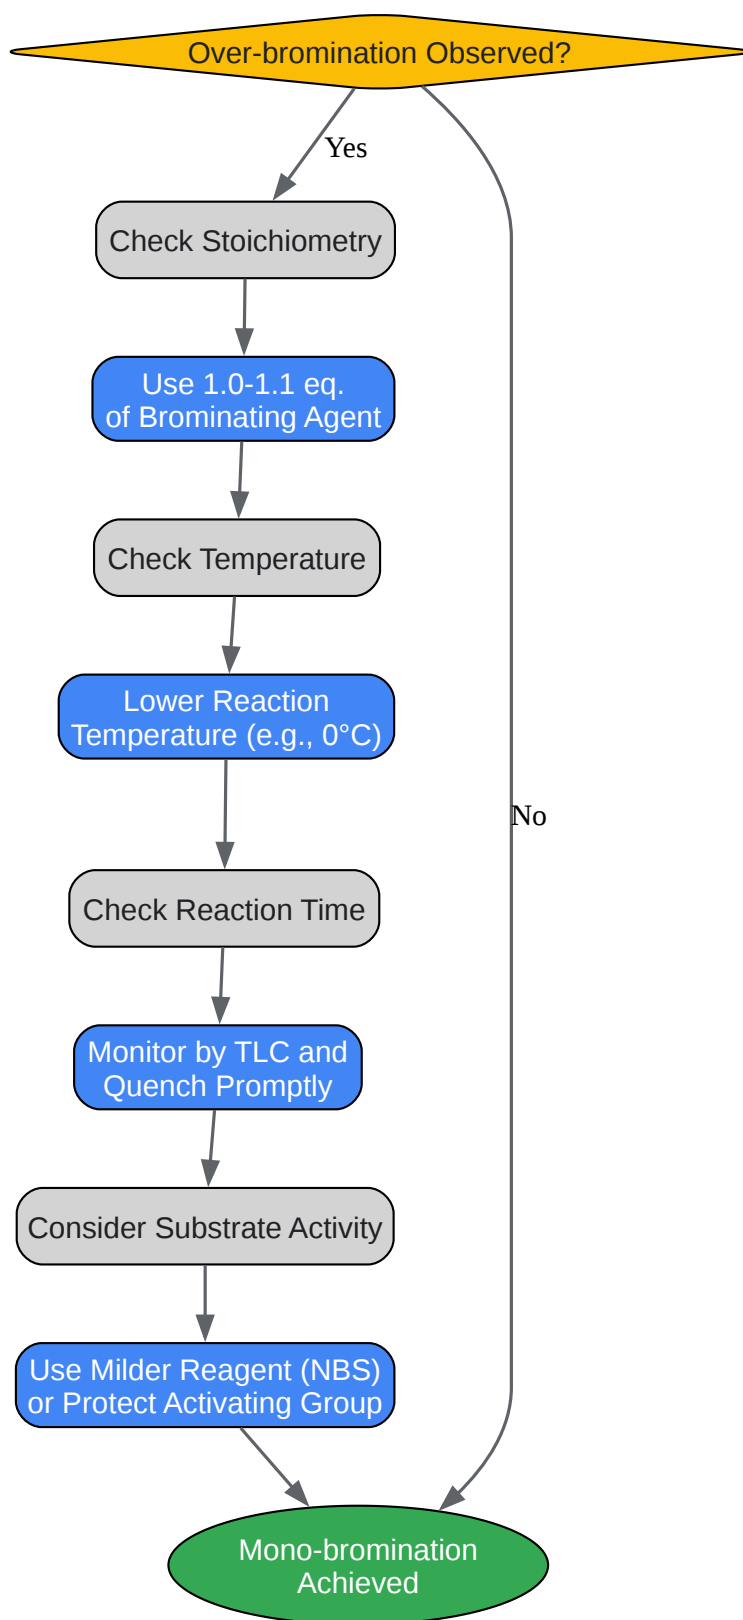 Over-bromination Observed?
Yes
Check Stoichiometry
Use 1.0-1.1 eq.
of Brominating Agent
Check Temperature
Lower Reaction
Temperature (e.g., 0°C)
No
Check Reaction Time
Monitor by TLC and
Quench Promptly
Consider Substrate Activity
Use Milder Reagent (NBS)
or Protect Activating Group
Mono-bromination
Achieved